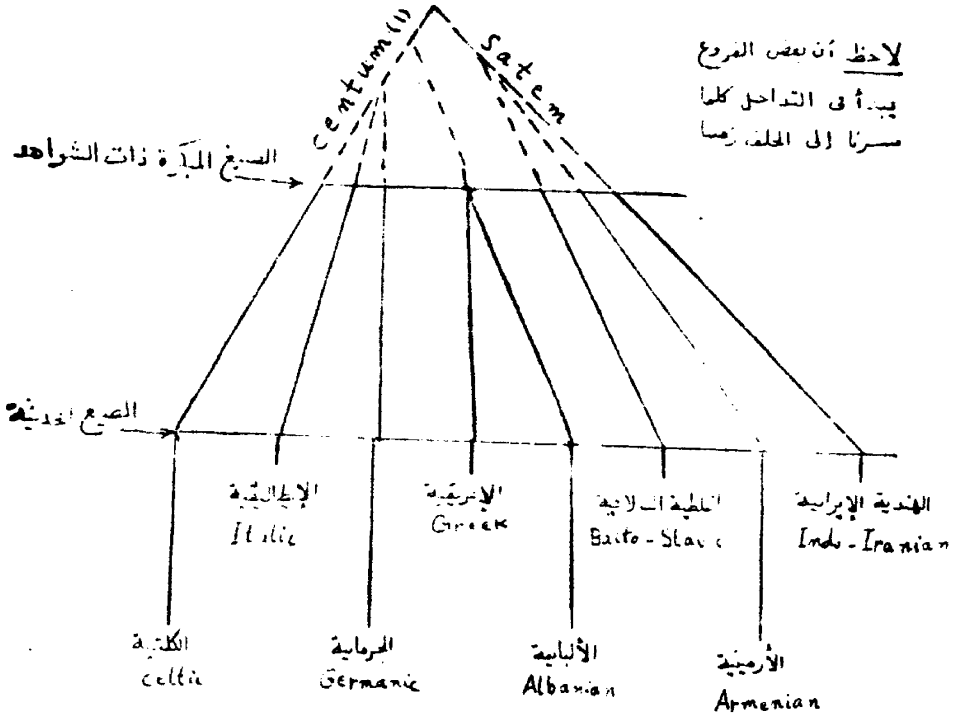 centum (1)
Satem
لاحظ أن بعض الفروع
يبدأ في التداخل كلما
سرنا إلى الخلف زمنيا
الصيغ المبكرة ذات الشواهد
الصيغ الحديثة
الهندية الإيرانية
Indo-Iranian
البلطية السلافية
Balto-Slavic
الإغريقية
Greek
الإيطاليقية
Italic
الأرمينية
Armenian
الألبانية
Albanian
الجرمانية
Germanic
الكلتية
celtic